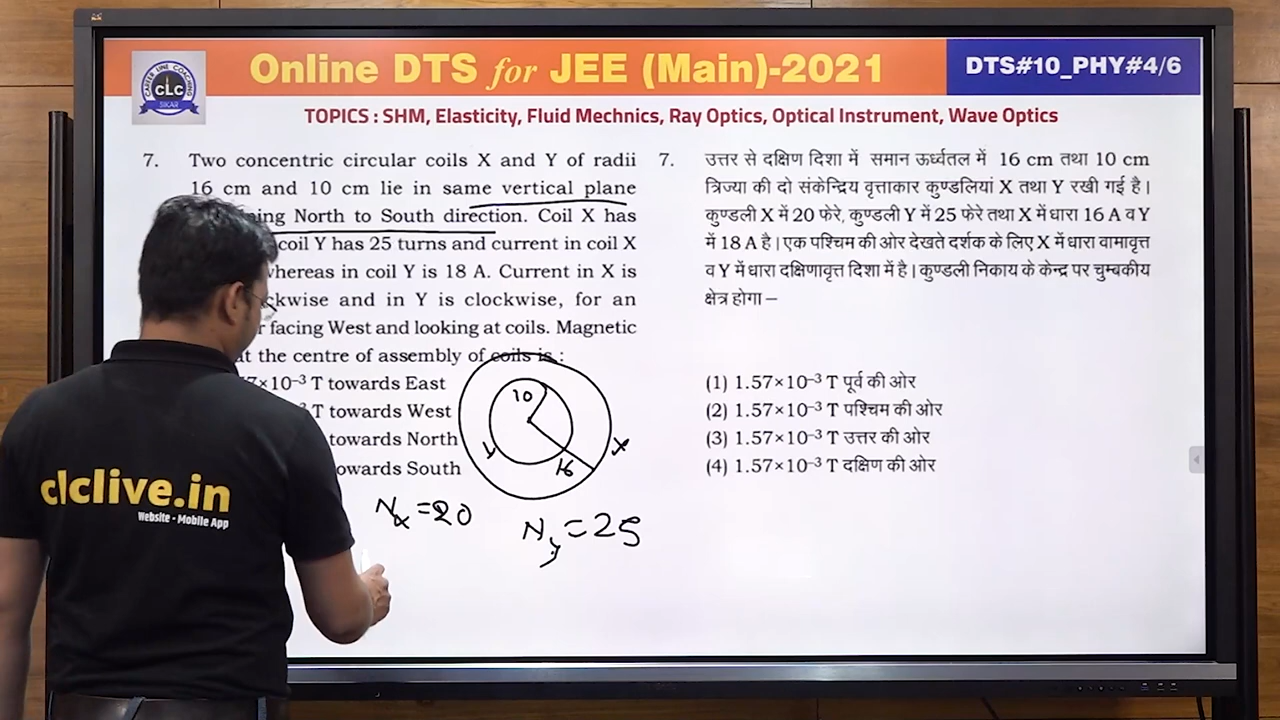 Online DTS for JEE (Main)-2021
DTS#10_PHY#4/6
CAREER LINE COACHING
CLC
SIKAR
TOPICS : SHM, Elasticity, Fluid Mechnics, Ray Optics, Optical Instrument, Wave Optics
7. Two concentric circular coils X and Y of radii
16 cm and 10 cm lie in same vertical plane
North to South direction. Coil X has
coil Y has 25 turns and current in coil X
whereas in coil Y is 18 A. Current in X is
and in Y is clockwise, for an
facing West and looking at coils. Magnetic
at the centre of assembly of coils is :
×10⁻³ T towards East
T towards West
towards North
towards South
7. उत्तर से दक्षिण दिशा में समान ऊर्ध्वतल में 16 cm तथा 10 cm
त्रिज्या की दो संकेन्द्रिय वृत्ताकार कुण्डलियां X तथा Y रखी गई है।
कुण्डली X में 20 फेरे, कुण्डली Y में 25 फेरे तथा X में धारा 16 A व Y
में 18 A है। एक पश्चिम की ओर देखते दर्शक के लिए X में धारा वामावृत्त
व Y में धारा दक्षिणावृत्त दिशा में है। कुण्डली निकाय के केन्द्र पर चुम्बकीय
क्षेत्र होगा –
(1) 1.57×10⁻³ T पूर्व की ओर
(2) 1.57×10⁻³ T पश्चिम की ओर
(3) 1.57×10⁻³ T उत्तर की ओर
(4) 1.57×10⁻³ T दक्षिण की ओर
10
16
Y
X
Nx = 20
Ny = 25
clclive.in
Website - Mobile App